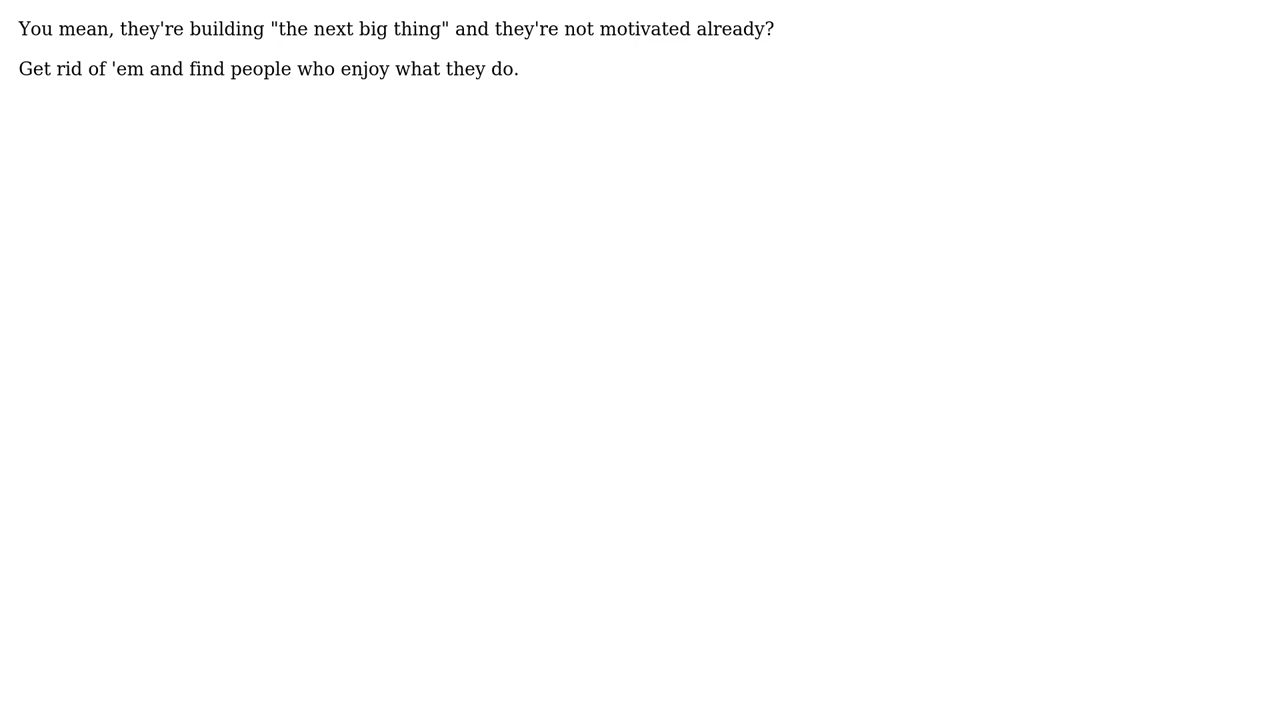 You mean, they're building "the next big thing" and they're not motivated already?
Get rid of 'em and find people who enjoy what they do.